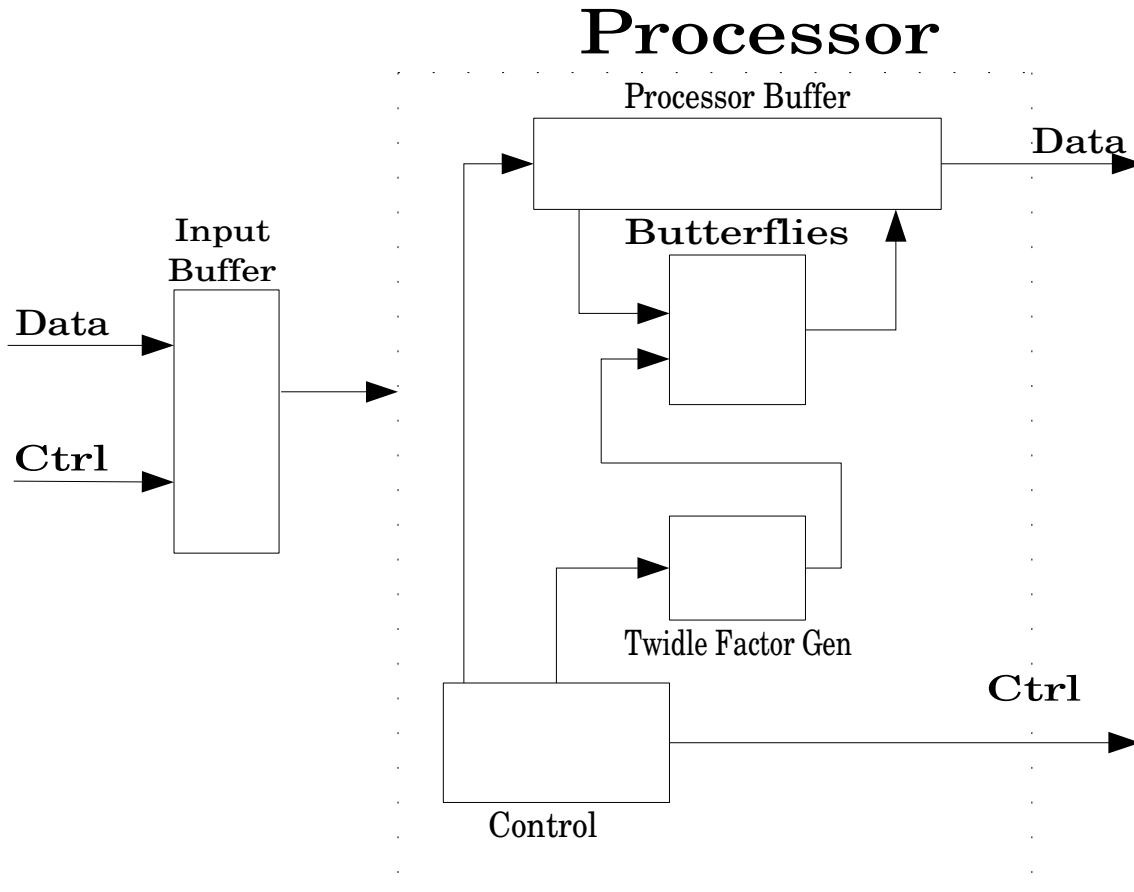 Processor
Processor Buffer
Data
Butterflies
Input
Buffer
Data
Ctrl
Twidle Factor Gen
Ctrl
Control